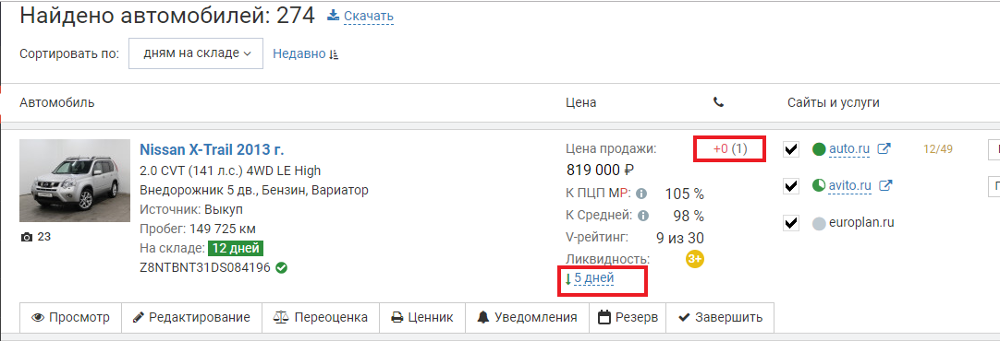 Найдено автомобилей: 274 Скачать
Сортировать по: дням на складе Недавно
Автомобиль Цена Сайты и услуги
Nissan X-Trail 2013 г. Цена продажи: +0 (1) auto.ru 12/49
2.0 CVT (141 л.с.) 4WD LE High 819 000 ₽
Внедорожник 5 дв., Бензин, Вариатор К ПЦП МР: 105 % avito.ru
Источник: Выкуп К Средней: 98 % europlan.ru
Пробег: 149 725 км V-рейтинг: 9 из 30
23 На складе: 12 дней Ликвидность: 3+
Z8NTBNT31DS084196 ↓ 5 дней
Просмотр Редактирование Переоценка Ценник Уведомления Резерв Завершить